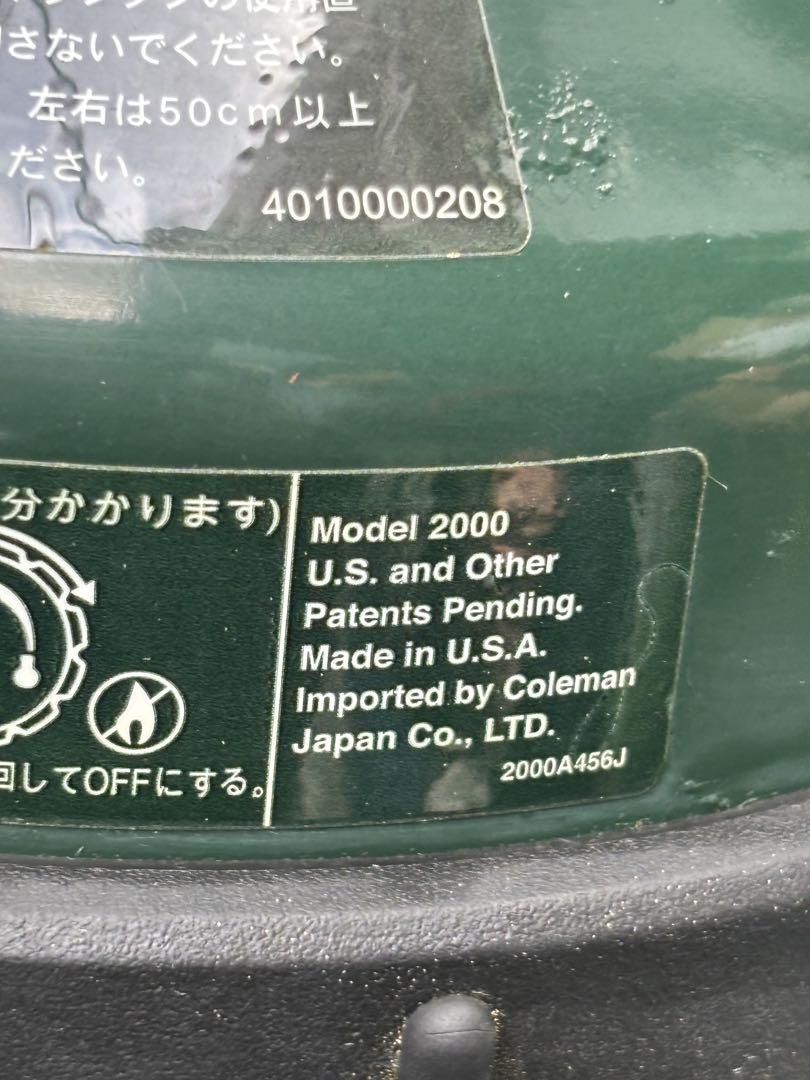 さないでください。
左右は50cm以上
ださい。
4010000208
分かかります)
回してOFFにする。
Model 2000
U.S. and Other
Patents Pending.
Made in U.S.A.
Imported by Coleman
Japan Co., LTD.
2000A456J